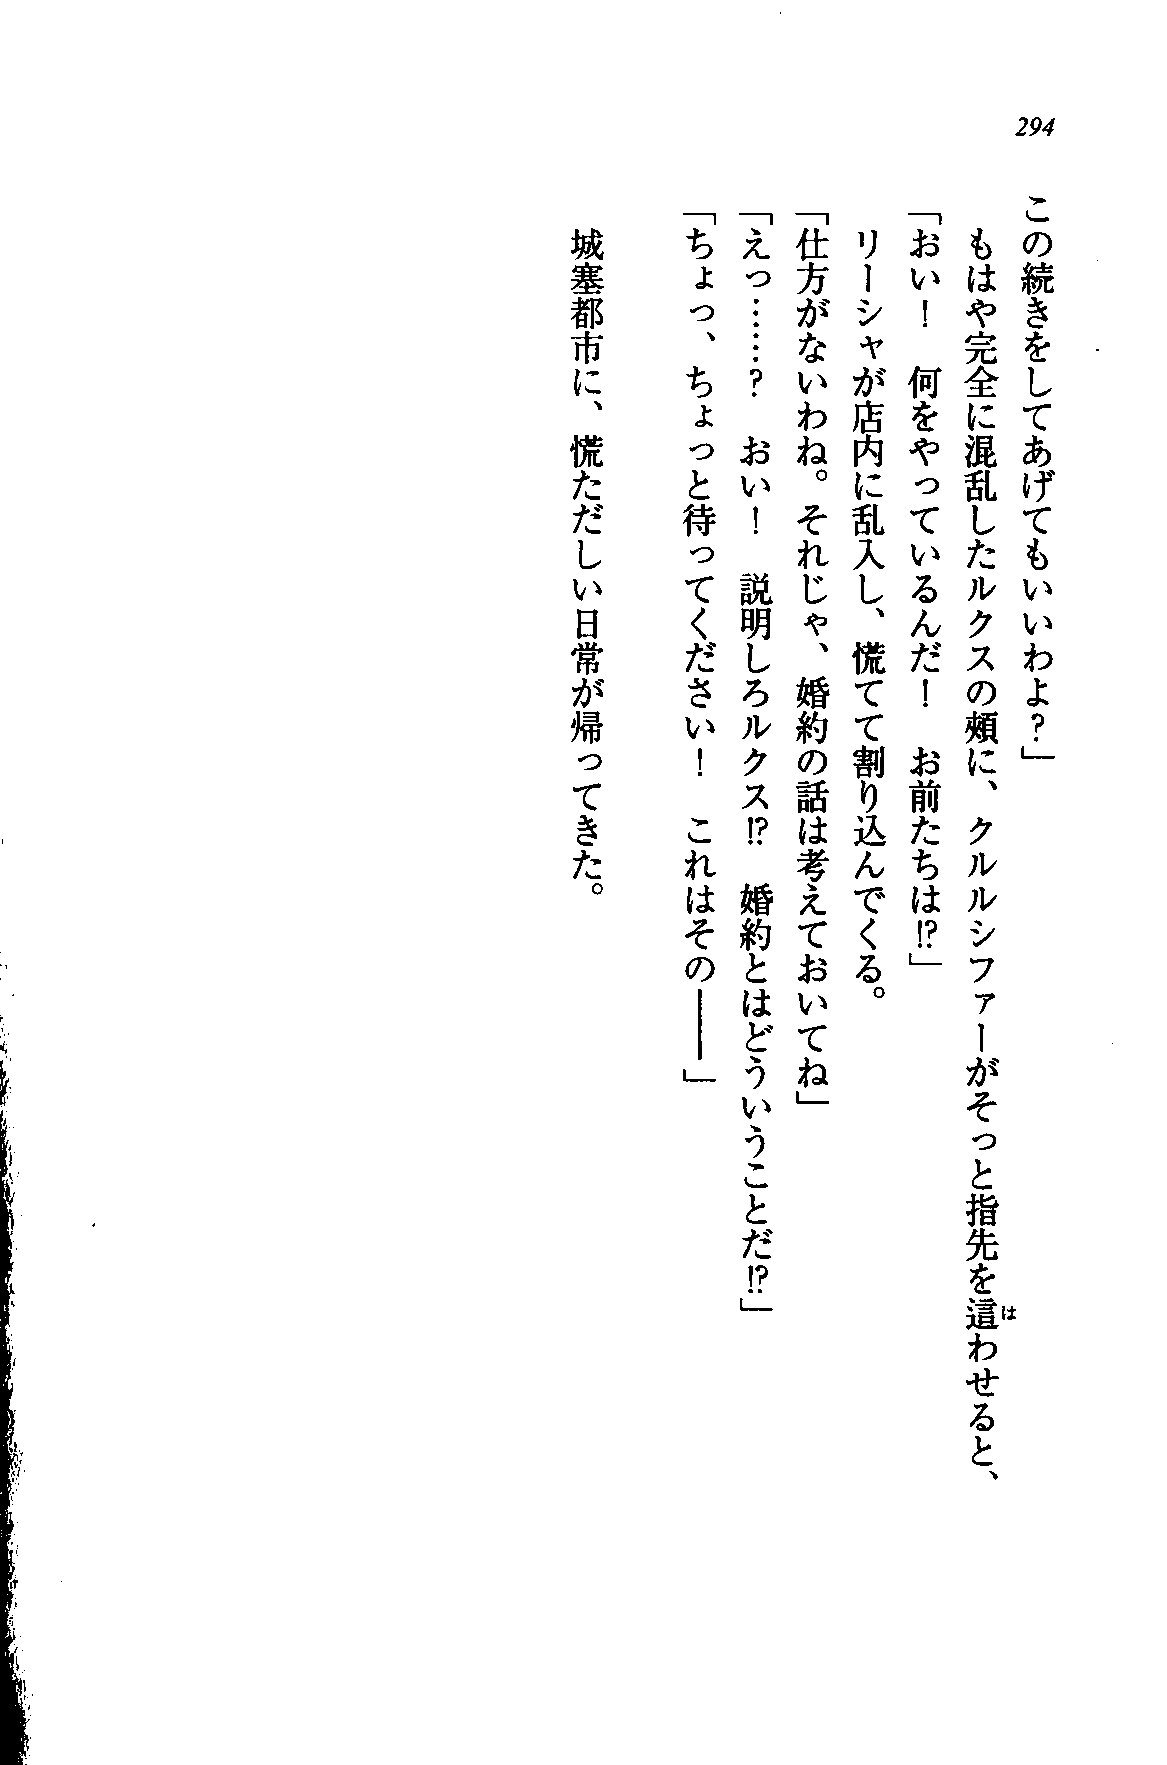 294
この続きをしてあげてもいいわよ？」
もはや完全に混乱したルクスの頰に、クルルシファーがそっと指先を這わせると、
は
「おい！　何をやっているんだ！　お前たちは!?」
リーシャが店内に乱入し、慌てて割り込んでくる。
「仕方がないわね。それじゃ、婚約の話は考えておいてね」
「えっ……？　おい！　説明しろルクス!?　婚約とはどういうことだ!?」
「ちょっ、ちょっと待ってください！　これはその――」
城塞都市に、慌ただしい日常が帰ってきた。